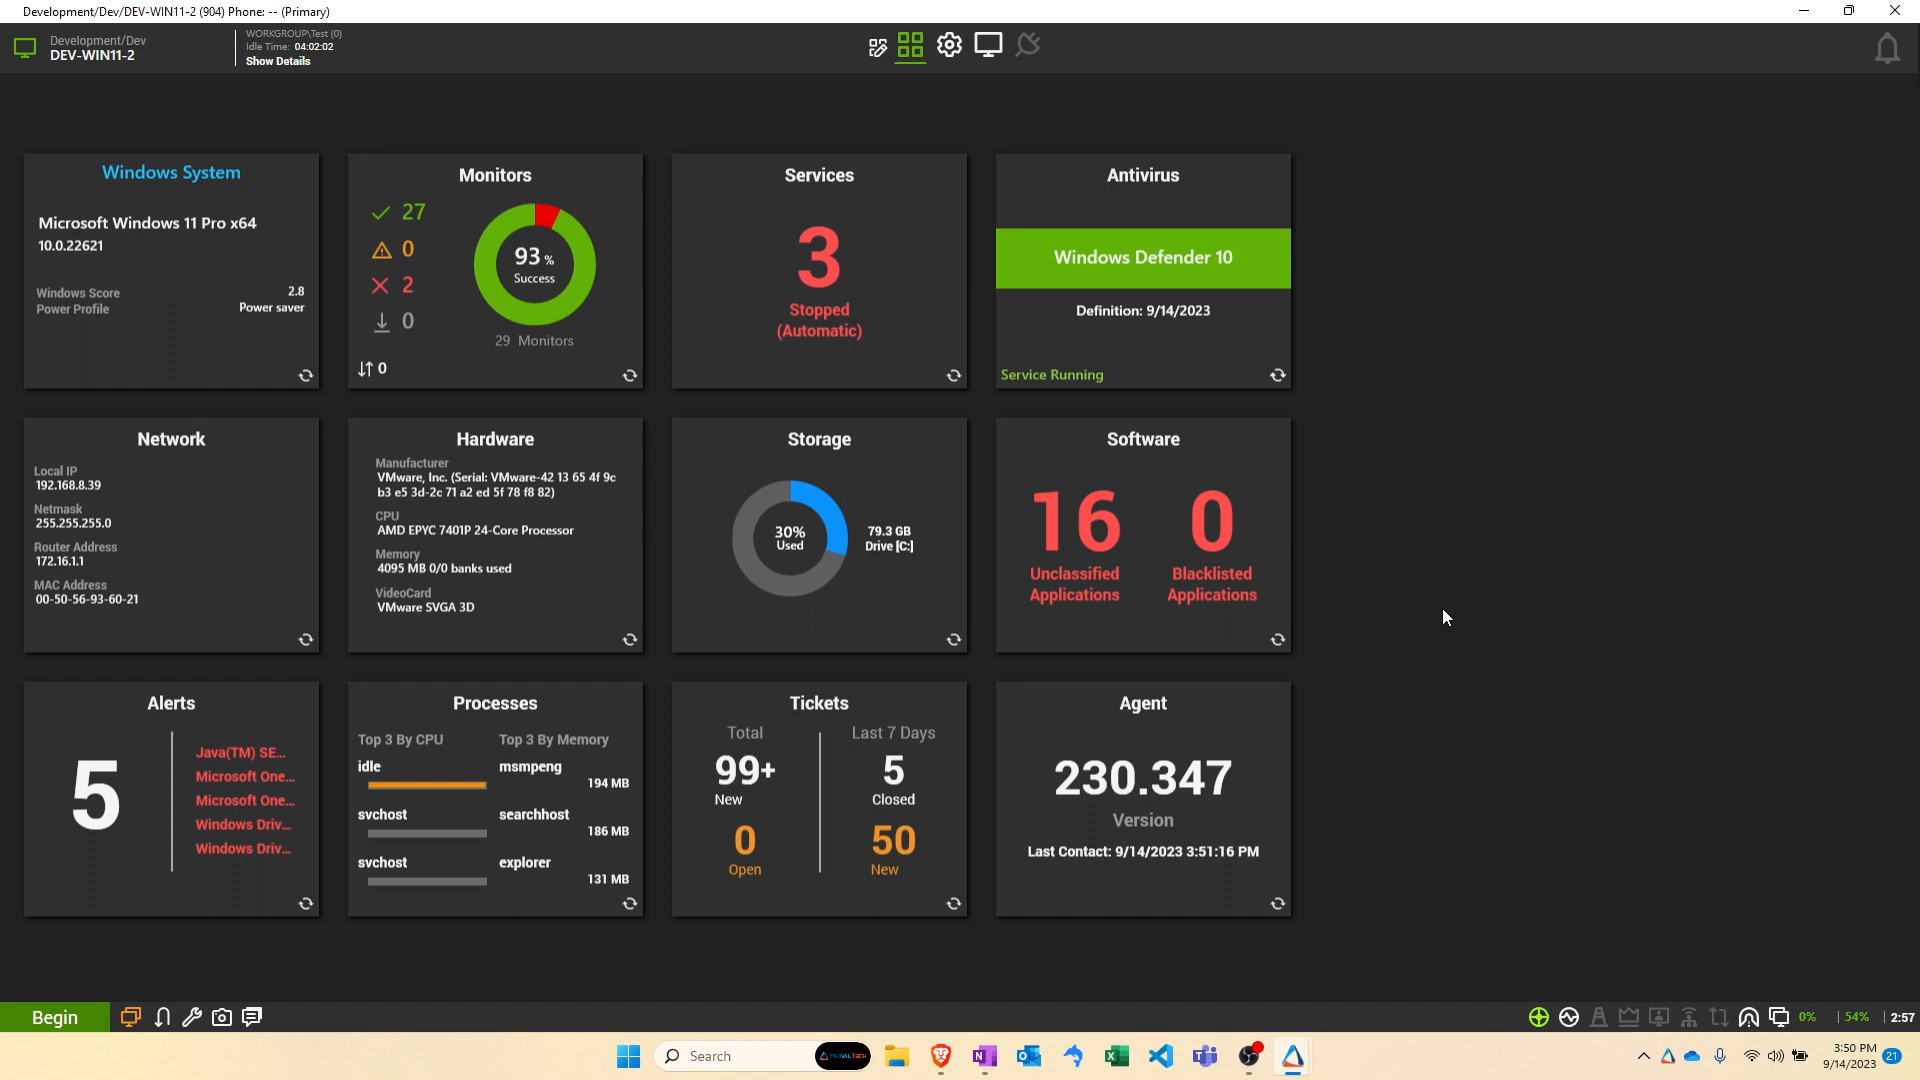 Development/Dev/DEV-WIN11-2 (904) Phone: -- (Primary)
Development/Dev
DEV-WIN11-2
WORKGROUP\Test (0)
Idle Time: 04:02:02
Show Details
Windows System
Microsoft Windows 11 Pro x64
10.0.22621
Windows Score 2.8
Power Profile Power saver
Monitors
27
0
2
0
93 %
Success
29 Monitors
0
Services
3
Stopped
(Automatic)
Antivirus
Windows Defender 10
Definition: 9/14/2023
Service Running
Network
Local IP
192.168.8.39
Netmask
255.255.255.0
Router Address
172.16.1.1
MAC Address
00-50-56-93-60-21
Hardware
Manufacturer
VMware, Inc. (Serial: VMware-42 13 65 4f 9c
b3 e5 3d-2c 71 a2 ed 5f 78 f8 82)
CPU
AMD EPYC 7401P 24-Core Processor
Memory
4095 MB 0/0 banks used
VideoCard
VMware SVGA 3D
Storage
30%
Used
79.3 GB
Drive [C:]
Software
16
Unclassified
Applications
0
Blacklisted
Applications
Alerts
5
Java(TM) SE...
Microsoft One...
Microsoft One...
Windows Driv...
Windows Driv...
Processes
Top 3 By CPU
idle
svchost
svchost
Top 3 By Memory
msmpeng
194 MB
searchhost
186 MB
explorer
131 MB
Tickets
Total
99+
New
0
Open
Last 7 Days
5
Closed
50
New
Agent
230.347
Version
Last Contact: 9/14/2023 3:51:16 PM
Begin
0% 54% 2:57
Search
PROVALTECH
3:50 PM
9/14/2023
21